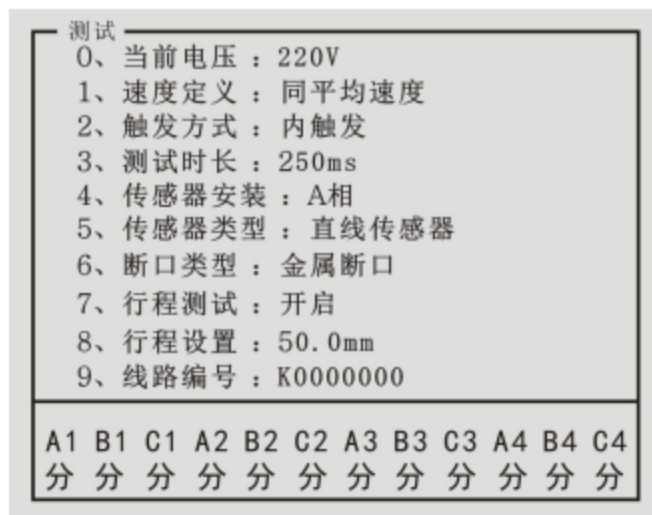 测试
0、当前电压：220V
1、速度定义：同平均速度
2、触发方式：内触发
3、测试时长：250ms
4、传感器安装：A相
5、传感器类型：直线传感器
6、断口类型：金属断口
7、行程测试：开启
8、行程设置：50.0mm
9、线路编号：K0000000
A1 B1 C1 A2 B2 C2 A3 B3 C3 A4 B4 C4
分 分 分 分 分 分 分 分 分 分 分 分